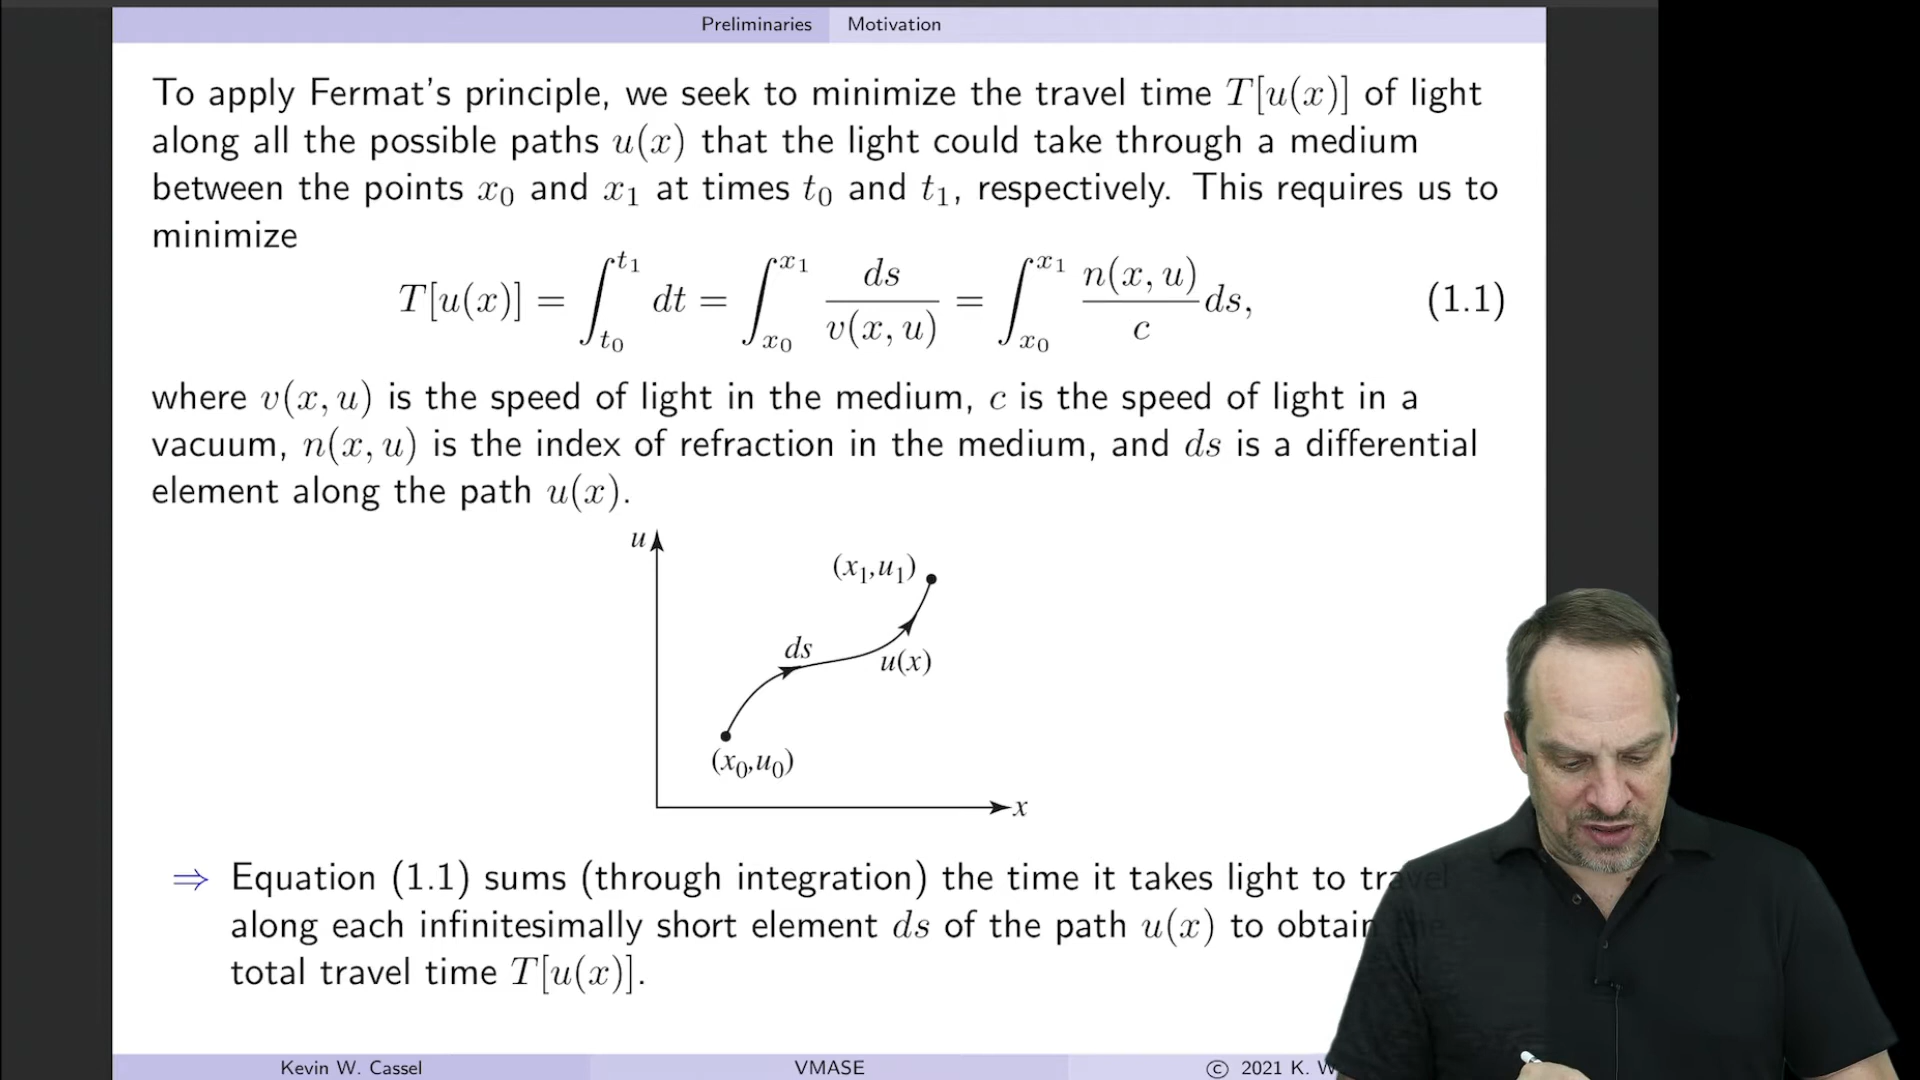 Preliminaries Motivation
To apply Fermat's principle, we seek to minimize the travel time T[u(x)] of light
along all the possible paths u(x) that the light could take through a medium
between the points x₀ and x₁ at times t₀ and t₁, respectively. This requires us to
minimize
T[u(x)] = ∫_{t₀}^{t₁} dt = ∫_{x₀}^{x₁} ds / v(x, u) = ∫_{x₀}^{x₁} n(x, u) / c ds, (1.1)
where v(x, u) is the speed of light in the medium, c is the speed of light in a
vacuum, n(x, u) is the index of refraction in the medium, and ds is a differential
element along the path u(x).
u
(x₁,u₁)
ds
u(x)
(x₀,u₀)
x
⇒ Equation (1.1) sums (through integration) the time it takes light to travel
along each infinitesimally short element ds of the path u(x) to obtain the
total travel time T[u(x)].
Kevin W. Cassel VMASE © 2021 K. W